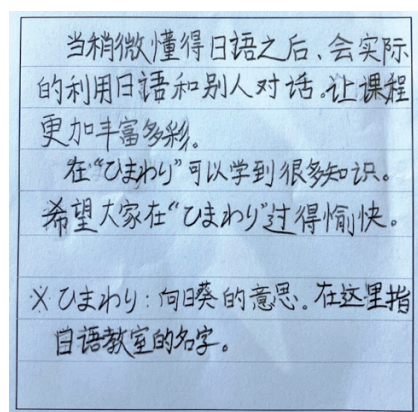 当稍微懂得日语之后、会实际
的利用日语和别人对话。让课程
更加丰富多彩。
在“ひまわり”可以学到很多知识。
希望大家在“ひまわり”过得愉快。
※ ひまわり:向日葵的意思。在这里指
日语教室的名字。